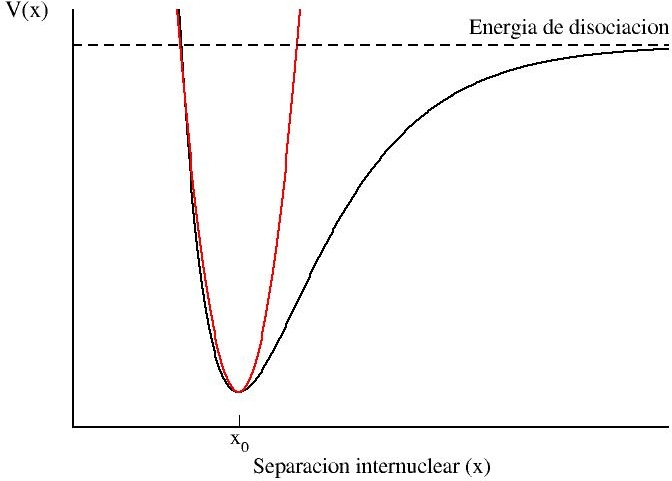 V(x)
Energia de disociacion
x0
Separacion internuclear (x)